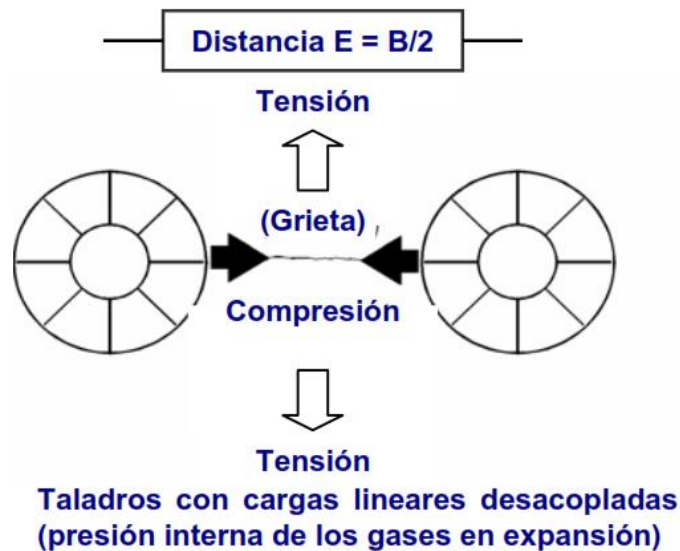 Distancia E = B/2
Tensión
(Grieta)
Compresión
Tensión
Taladros con cargas lineares desacopladas
(presión interna de los gases en expansión)